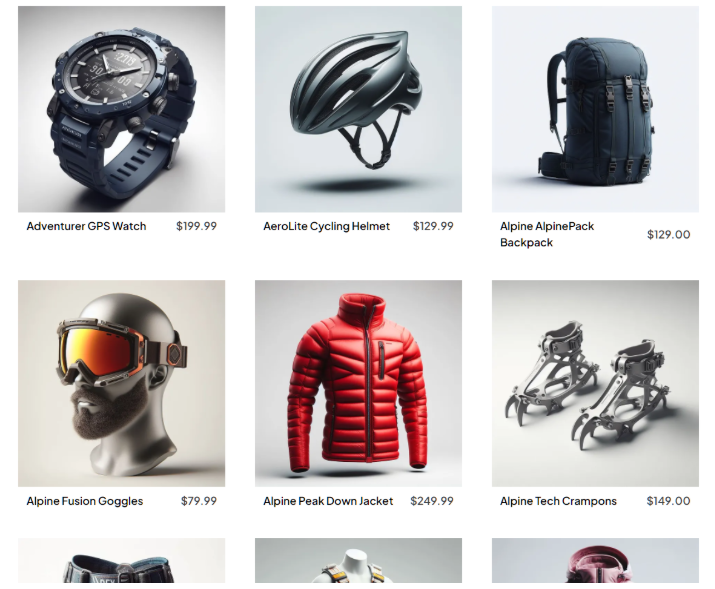 Adventurer GPS Watch $199.99
AeroLite Cycling Helmet $129.99
Alpine AlpinePack
Backpack
$129.00
Alpine Fusion Goggles $79.99
Alpine Peak Down Jacket $249.99
Alpine Tech Crampons $149.00